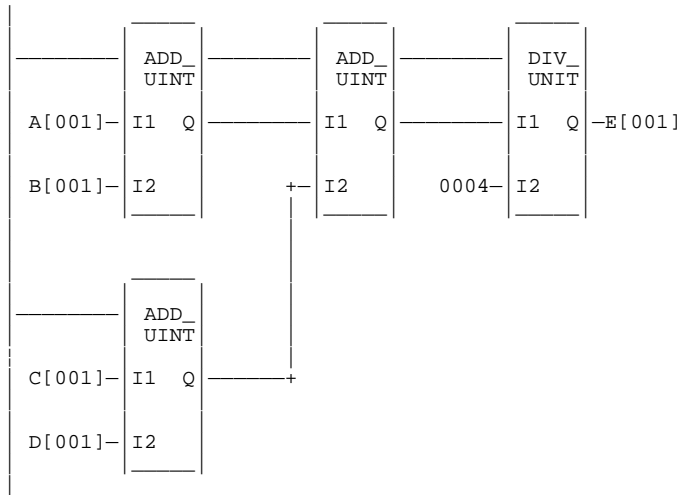 ADD_ ADD_ DIV_
UINT UINT UNIT
A[001] I1 Q I1 Q I1 Q E[001]
B[001] I2 I2 0004 I2
ADD_
UINT
C[001] I1 Q
D[001] I2